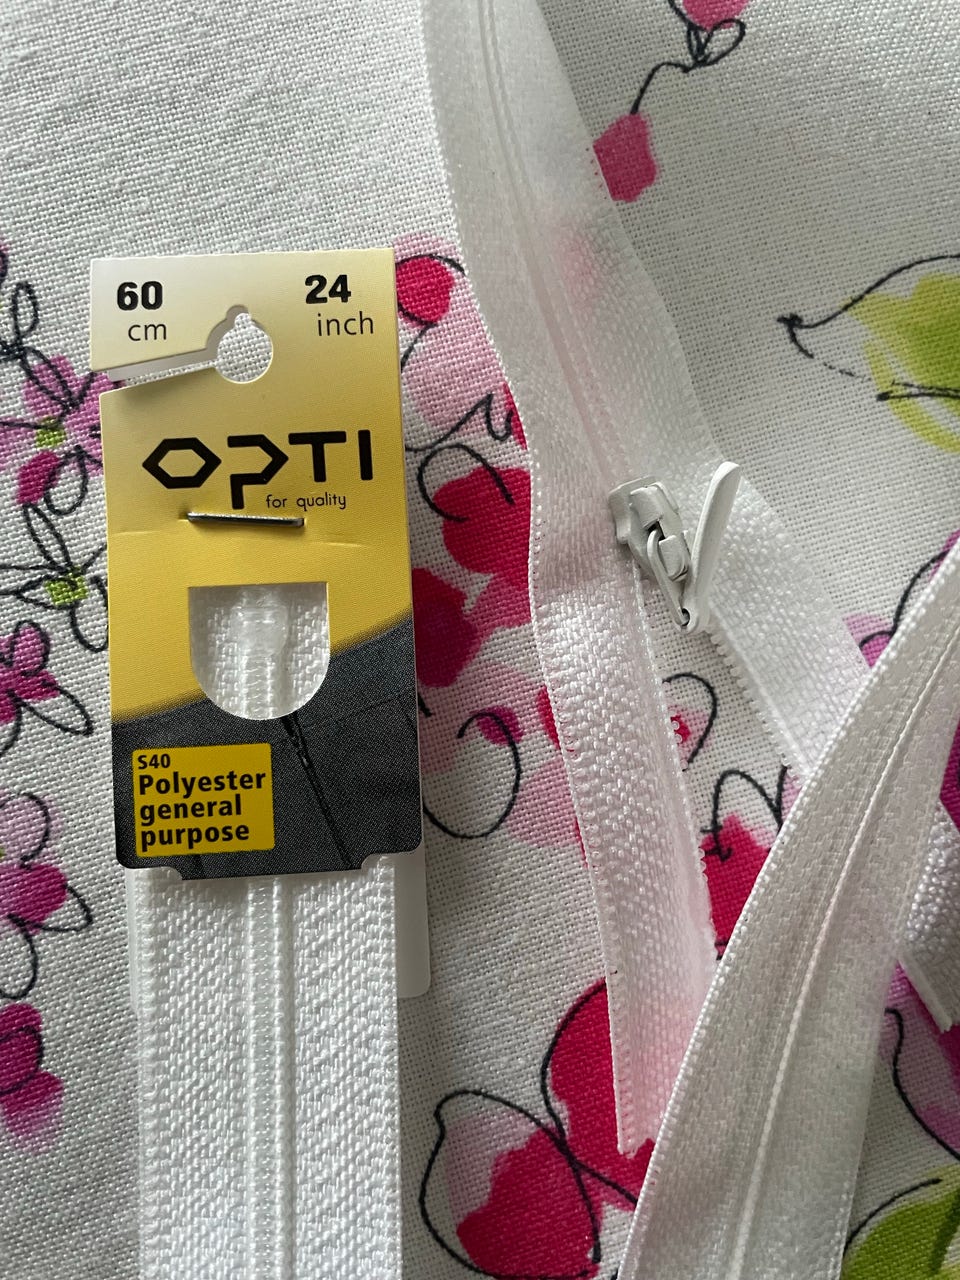 60 24
cm inch
OPTI
for quality
S40
Polyester
general
purpose